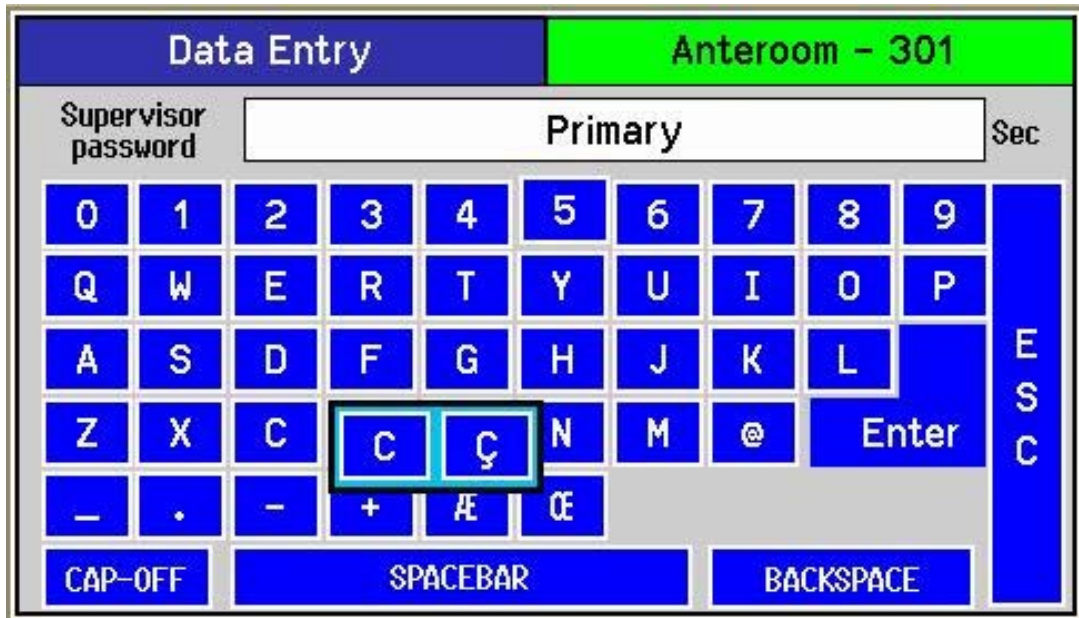 Data Entry Anteroom - 301
Supervisor password Primary Sec
0 1 2 3 4 5 6 7 8 9
Q W E R T Y U I O P
A S D F G H J K L
Z X C C Ç N M @ Enter
_ . - + Æ Œ
CAP-OFF SPACEBAR BACKSPACE
ESC